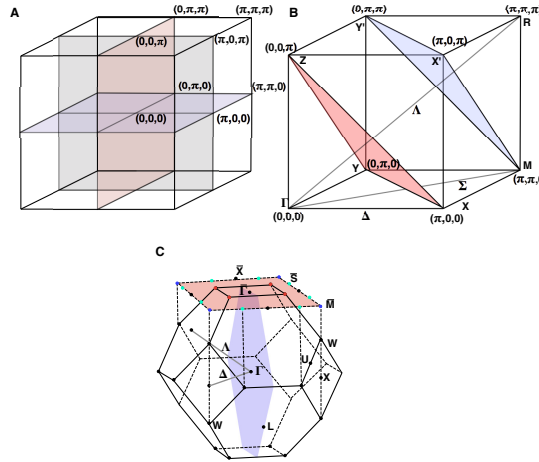 A
(0,π,π)
(π,π,π)
(0,0,π)
(π,0,π)
(0,π,0)
(π,π,0)
(0,0,0)
(π,0,0)
B
(0,π,π)
(π,π,π
Y'
R
(0,0,π)
(π,0,π)
Z
X'
Λ
Y
(0,π,0)
M
(π,π,0
Γ
Σ
X
(0,0,0)
Δ
(π,0,0)
C
X̅
S̅
Γ̅
M̅
W
Λ
U
Γ
Δ
X
W
L